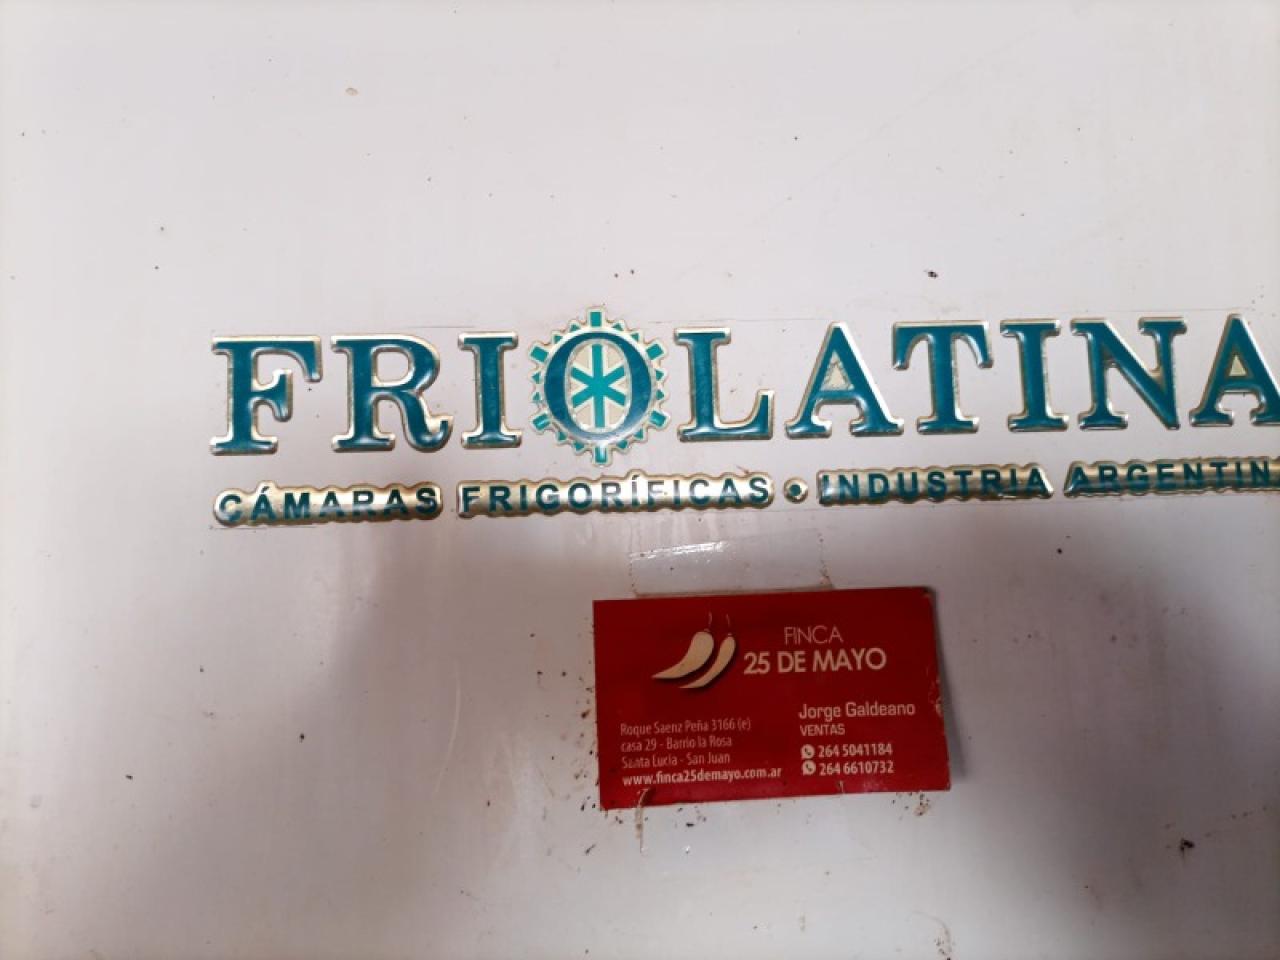 FRIOLATINA
CÁMARAS FRIGORÍFICAS • INDUSTRIA ARGENTIN
FINCA
25 DE MAYO
Jorge Galdeano
VENTAS
264 5041184
264 6610732
Roque Saenz Peña 3166 (e)
casa 29 - Barrio la Rosa
Santa Lucia - San Juan
www.finca25demayo.com.ar